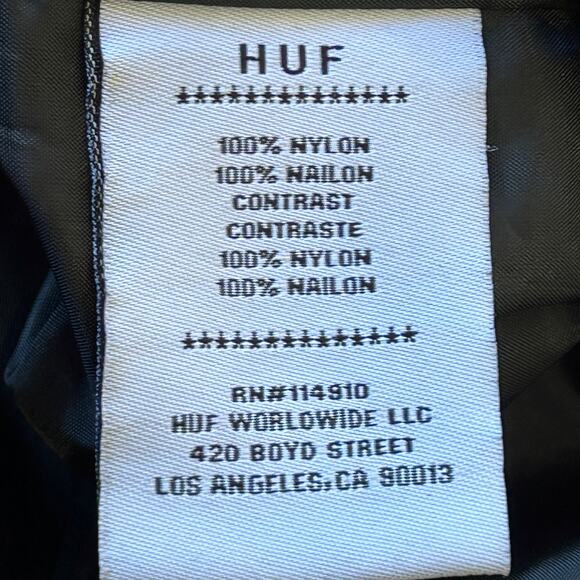 HUF
**************
100% NYLON
100% NAILON
CONTRAST
CONTRASTE
100% NYLON
100% NAILON
**************
RN#114910
HUF WORLDWIDE LLC
420 BOYD STREET
LOS ANGELES, CA 90013